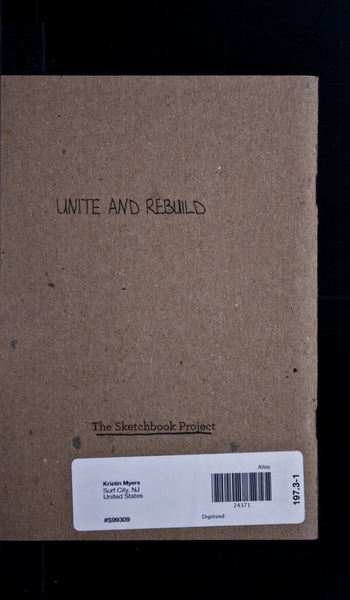 UNITE AND REBUILD
The Sketchbook Project
Atlas
Kristin Myers
Surf City, NJ
United States
24371
#S99309
Digitized
197.3-1